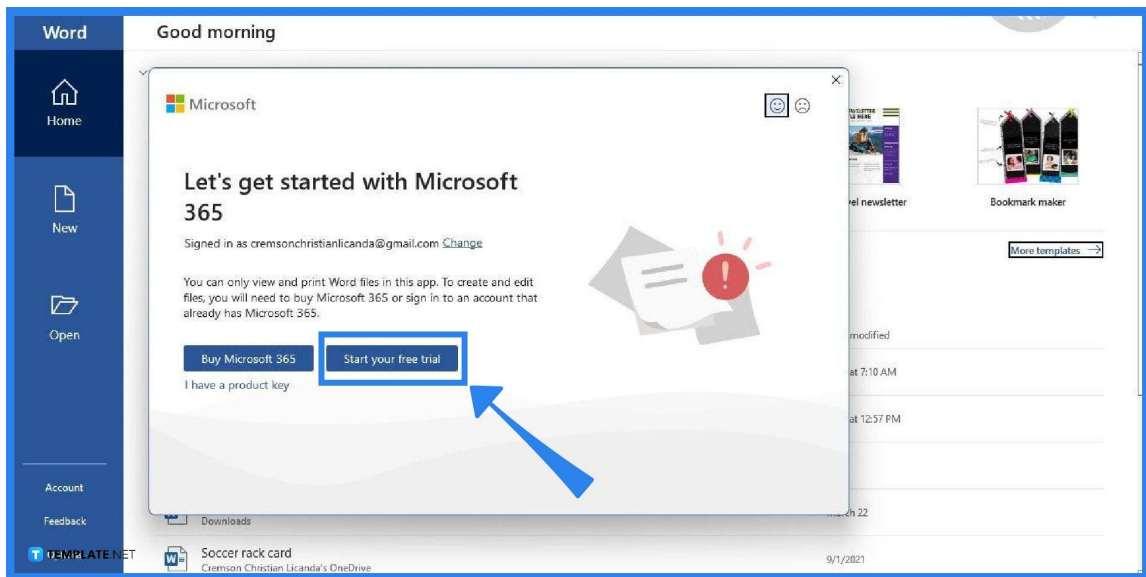 Word
Good morning
Home
New
Open
Account
Feedback
TEMPLATE.NET
Microsoft
Let's get started with Microsoft
365
Signed in as cremsonchristianlicanda@gmail.com Change
You can only view and print Word files in this app. To create and edit
files, you will need to buy Microsoft 365 or sign in to an account that
already has Microsoft 365.
Buy Microsoft 365
Start your free trial
I have a product key
newsletter
Bookmark maker
More templates
modified
at 7:10 AM
at 12:57 PM
22
Downloads
Soccer rack card
Cremson Christian Licanda's OneDrive
9/1/2021